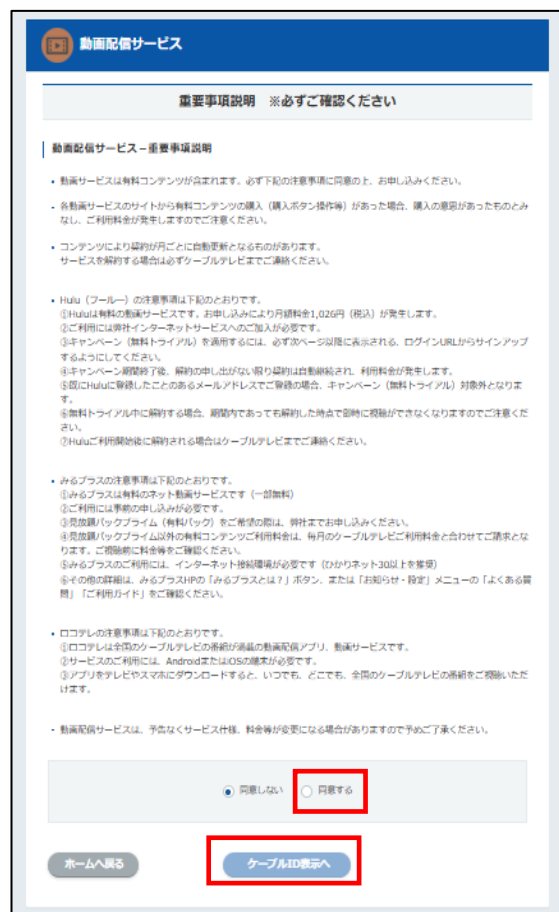 動画配信サービス
重要事項説明　※必ずご確認ください
動画配信サービス－重要事項説明
• 動画サービスは有料コンテンツが含まれます。必ず下記の注意事項に同意の上、お申し込みください。
• 各動画サービスのサイトから有料コンテンツの購入（購入ボタン操作等）があった場合、購入の意思があったものとみ
なし、ご利用料金が発生しますのでご注意ください。
• コンテンツにより契約が月ごとに自動更新となるものがあります。
サービスを解約する場合は必ずケーブルテレビまでご連絡ください。
• Hulu（フールー）の注意事項は下記のとおりです。
①Huluは有料の動画サービスです。お申し込みにより月額料金1,026円（税込）が発生します。
②ご利用には弊社インターネットサービスへのご加入が必要です。
③キャンペーン（無料トライアル）を適用するには、必ず次ページ以降に表示される、ログインURLからサインアップ
するようにしてください。
④キャンペーン期間終了後、解約の申し出がない限り契約は自動継続され、利用料金が発生します。
⑤既にHuluに登録したことのあるメールアドレスでご登録の場合、キャンペーン（無料トライアル）対象外となりま
す。
⑥無料トライアル中に解約する場合、期間内であっても解約した時点で即時に視聴ができなくなりますのでご注意くだ
さい。
⑦Huluご利用開始後に解約される場合はケーブルテレビまでご連絡ください。
• みるプラスの注意事項は下記のとおりです。
①みるプラスは有料のネット動画サービスです（一部無料）
②ご利用には事前の申し込みが必要です。
③見放題パックプライム（有料パック）をご希望の際は、弊社までお申し込みください。
④見放題パックプライム以外の有料コンテンツご利用料金は、毎月のケーブルテレビご利用料金と合わせてご請求とな
ります。ご視聴前に料金等をご確認ください。
⑤みるプラスのご利用には、インターネット接続環境が必要です（ひかりネット30以上を推奨）
⑥その他の詳細は、みるプラスHPの「みるプラスとは？」ボタン、または「お知らせ・設定」メニューの「よくある質
問」「ご利用ガイド」をご確認ください。
• ロコテレの注意事項は下記のとおりです。
①ロコテレは全国のケーブルテレビの番組が満載の動画配信アプリ、動画サービスです。
②サービスのご利用には、AndroidまたはiOSの端末が必要です。
③アプリをテレビやスマホにダウンロードすると、いつでも、どこでも、全国のケーブルテレビの番組をご視聴いただ
けます。
• 動画配信サービスは、予告なくサービス仕様、料金等が変更になる場合がありますので予めご了承ください。
同意しない　同意する
ホームへ戻る　ケーブルID表示へ